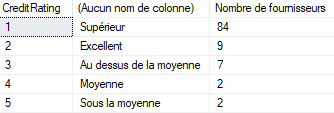 CreditRating (Aucun nom de colonne) Nombre de fournisseurs
1 Supérieur 84
2 Excellent 9
3 Au dessus de la moyenne 7
4 Moyenne 2
5 Sous la moyenne 2